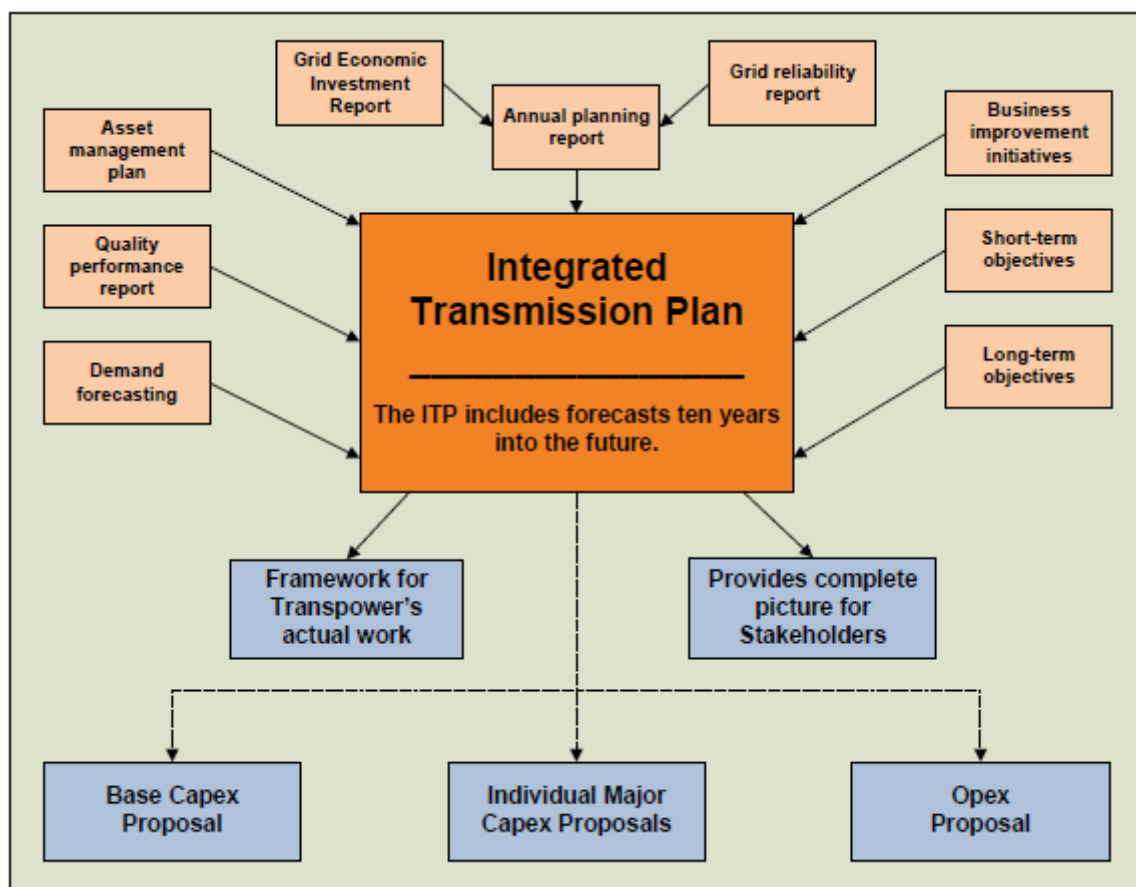 Grid Economic
Investment
Report
Grid reliability
report
Annual planning
report
Asset
management
plan
Business
improvement
initiatives
Quality
performance
report
Short-term
objectives
Demand
forecasting
Long-term
objectives
Integrated
Transmission Plan
The ITP includes forecasts ten years
into the future.
Framework for
Transpower's
actual work
Provides complete
picture for
Stakeholders
Base Capex
Proposal
Individual Major
Capex Proposals
Opex
Proposal